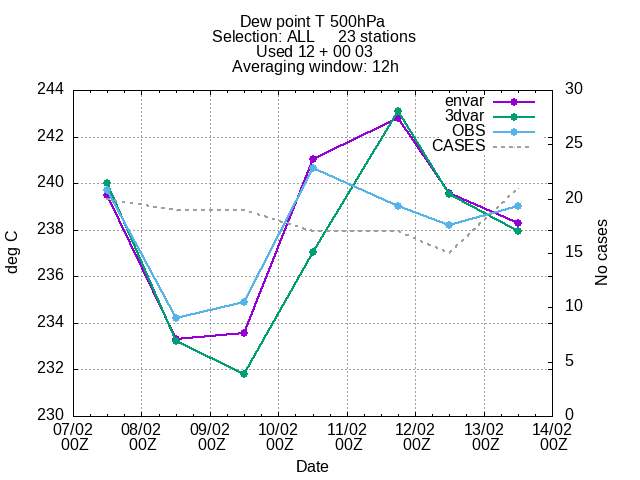 Dew point T 500hPa
Selection: ALL 23 stations
Used 12 + 00 03
Averaging window: 12h
envar
3dvar
OBS
CASES
244
242
240
238
236
234
232
230
30
25
20
15
10
5
0
deg C
No cases
07/02 08/02 09/02 10/02 11/02 12/02 13/02 14/02
00Z 00Z 00Z 00Z 00Z 00Z 00Z 00Z
Date